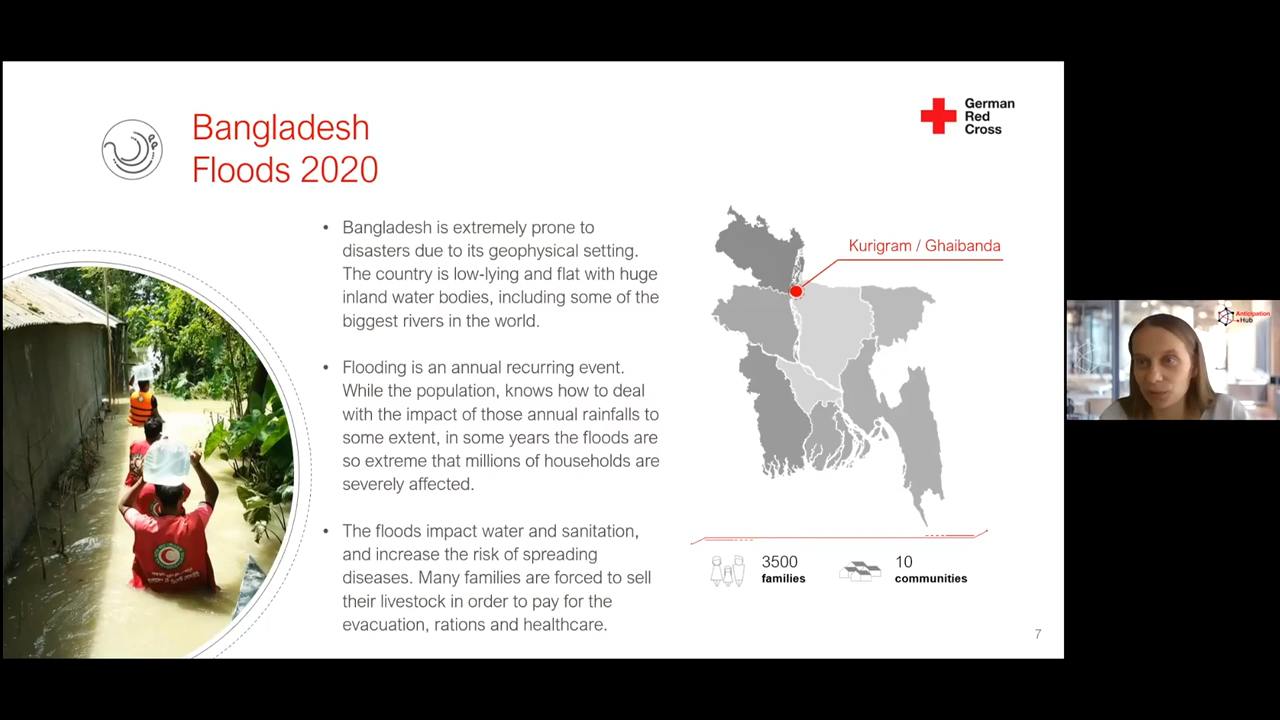 Bangladesh
Floods 2020
German
Red
Cross
• Bangladesh is extremely prone to
disasters due to its geophysical setting.
The country is low-lying and flat with huge
inland water bodies, including some of the
biggest rivers in the world.
• Flooding is an annual recurring event.
While the population, knows how to deal
with the impact of those annual rainfalls to
some extent, in some years the floods are
so extreme that millions of households are
severely affected.
• The floods impact water and sanitation,
and increase the risk of spreading
diseases. Many families are forced to sell
their livestock in order to pay for the
evacuation, rations and healthcare.
Kurigram / Ghaibanda
3500
families
10
communities
7
Anticipation
Hub